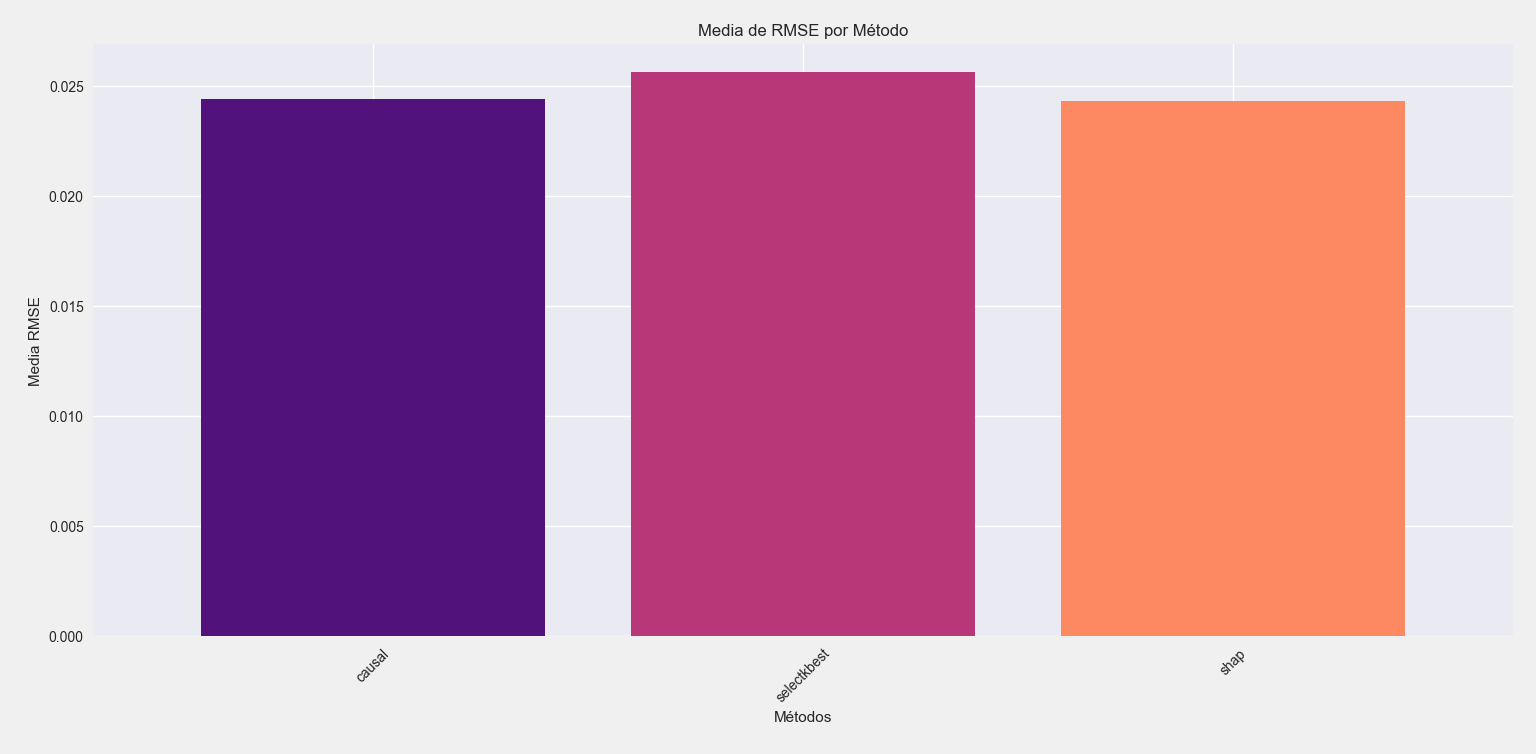 Media de RMSE por Método
Media RMSE
0.025
0.020
0.015
0.010
0.005
0.000
causal
selectkbest
shap
Métodos